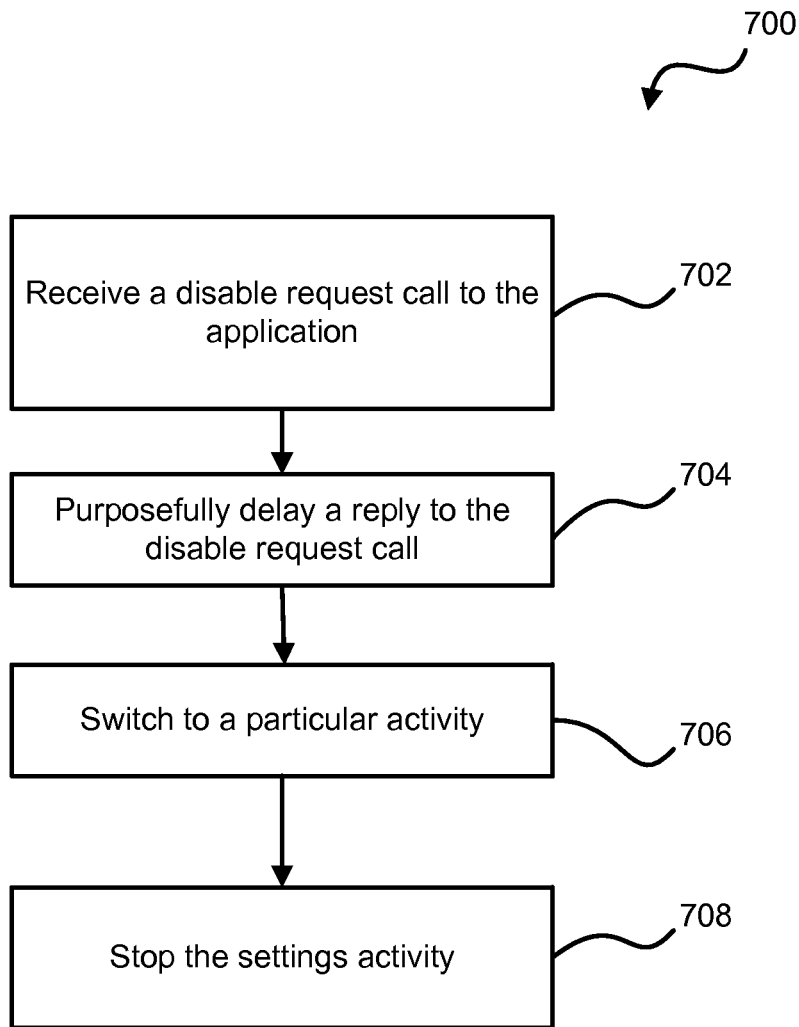 700
Receive a disable request call to the
application
702
Purposefully delay a reply to the
disable request call
704
Switch to a particular activity
706
Stop the settings activity
708